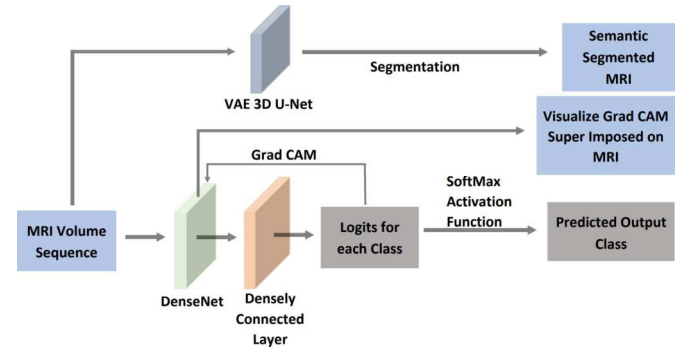 Semantic
Segmented
MRI
Segmentation
VAE 3D U-Net
Visualize Grad CAM
Super Imposed on
MRI
Grad CAM
SoftMax
Activation
Function
MRI Volume
Sequence
Logits for
each Class
Predicted Output
Class
DenseNet
Densely
Connected
Layer